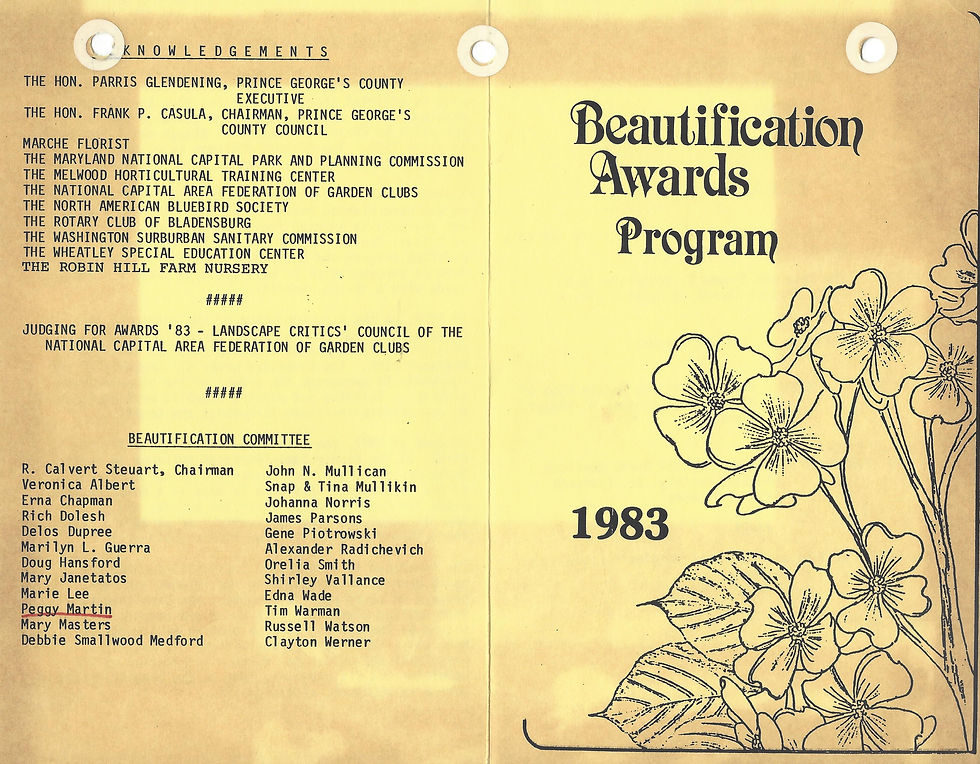 KNOWLEDGEMENTS
THE HON. PARRIS GLENDENING, PRINCE GEORGE'S COUNTY
EXECUTIVE
THE HON. FRANK P. CASULA, CHAIRMAN, PRINCE GEORGE'S
COUNTY COUNCIL
MARCHE FLORIST
THE MARYLAND NATIONAL CAPITAL PARK AND PLANNING COMMISSION
THE MELWOOD HORTICULTURAL TRAINING CENTER
THE NATIONAL CAPITAL AREA FEDERATION OF GARDEN CLUBS
THE NORTH AMERICAN BLUEBIRD SOCIETY
THE ROTARY CLUB OF BLADENSBURG
THE WASHINGTON SURBURBAN SANITARY COMMISSION
THE WHEATLEY SPECIAL EDUCATION CENTER
THE ROBIN HILL FARM NURSERY
#####
JUDGING FOR AWARDS '83 - LANDSCAPE CRITICS' COUNCIL OF THE
NATIONAL CAPITAL AREA FEDERATION OF GARDEN CLUBS
#####
BEAUTIFICATION COMMITTEE
R. Calvert Steuart, Chairman
Veronica Albert
Erna Chapman
Rich Dolesh
Delos Dupree
Marilyn L. Guerra
Doug Hansford
Mary Janetatos
Marie Lee
Peggy Martin
Mary Masters
Debbie Smallwood Medford
John N. Mullican
Snap & Tina Mullikin
Johanna Norris
James Parsons
Gene Piotrowski
Alexander Radichevich
Orelia Smith
Shirley Vallance
Edna Wade
Tim Warman
Russell Watson
Clayton Werner
Beautification
Awards
Program
1983